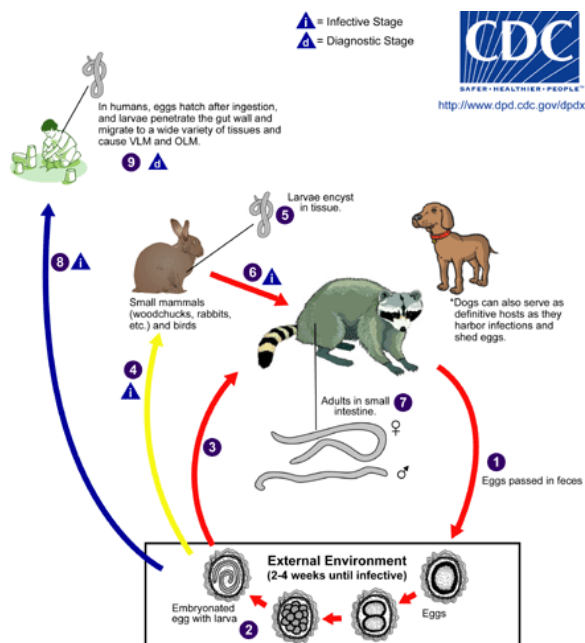 i = Infective Stage
d = Diagnostic Stage
CDC
SAFER•HEALTHIER•PEOPLE™
http://www.dpd.cdc.gov/dpdx
In humans, eggs hatch after ingestion,
and larvae penetrate the gut wall and
migrate to a wide variety of tissues and
cause VLM and OLM.
9 d
Larvae encyst
in tissue.
5
8 i
6 i
Small mammals
(woodchucks, rabbits,
etc.) and birds
*Dogs can also serve as
definitive hosts as they
harbor infections and
shed eggs.
4
i
3
Adults in small
intestine.
7
♀
♂
1
Eggs passed in feces
External Environment
(2-4 weeks until infective)
Embryonated
egg with larva
2
Eggs